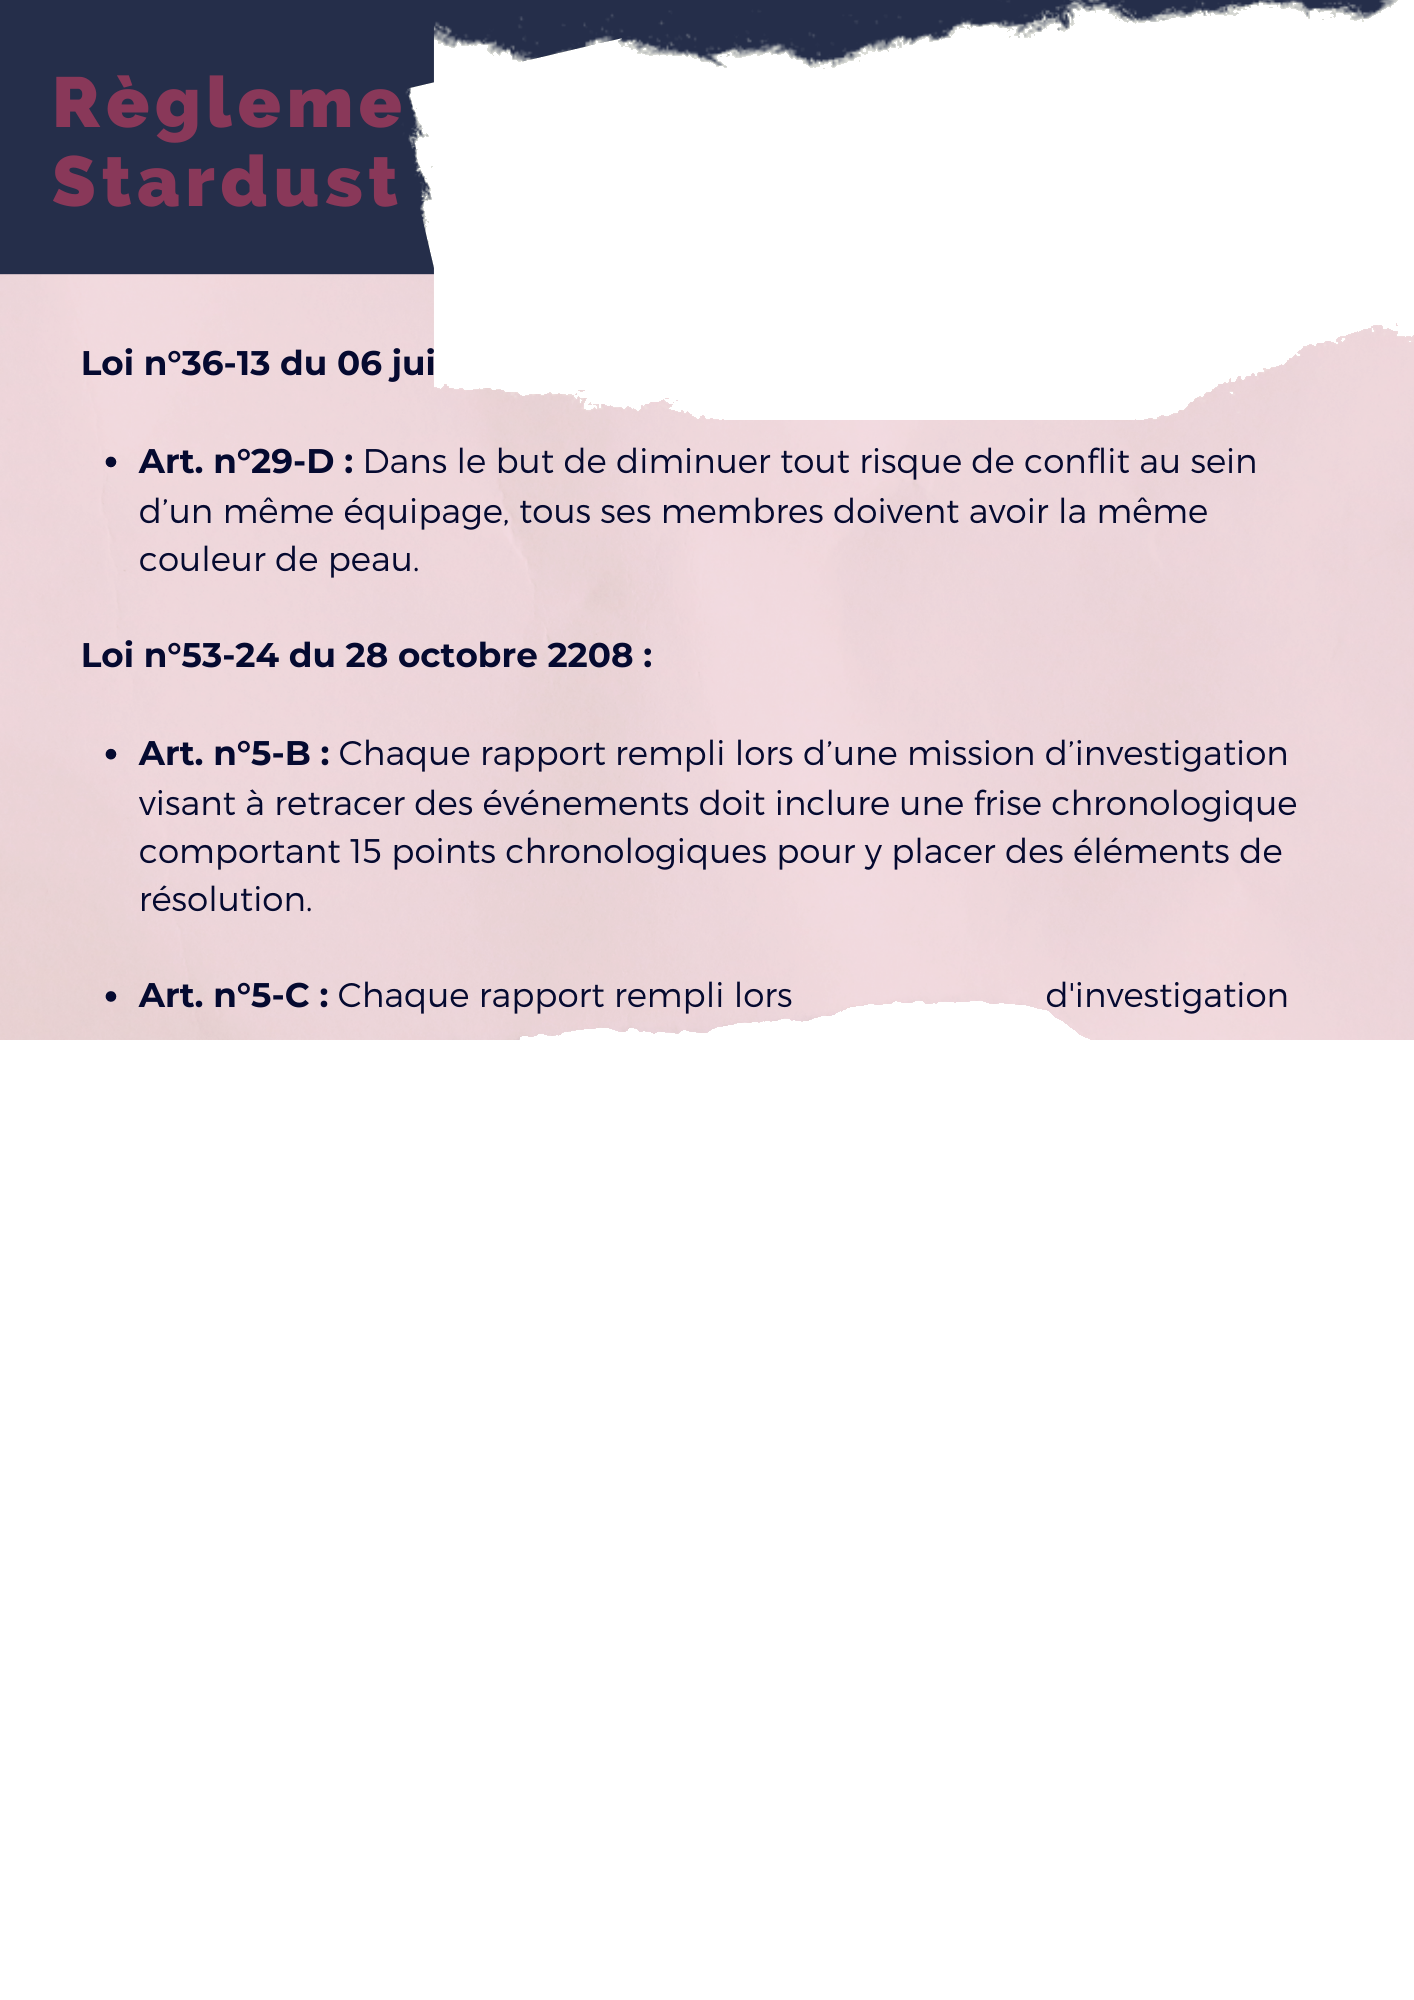 Règleme
Stardust
Loi n°36-13 du 06 jui
• Art. n°29-D : Dans le but de diminuer tout risque de conflit au sein
d’un même équipage, tous ses membres doivent avoir la même
couleur de peau.
Loi n°53-24 du 28 octobre 2208 :
• Art. n°5-B : Chaque rapport rempli lors d’une mission d’investigation
visant à retracer des événements doit inclure une frise chronologique
comportant 15 points chronologiques pour y placer des éléments de
résolution.
• Art. n°5-C : Chaque rapport rempli lors d'investigation